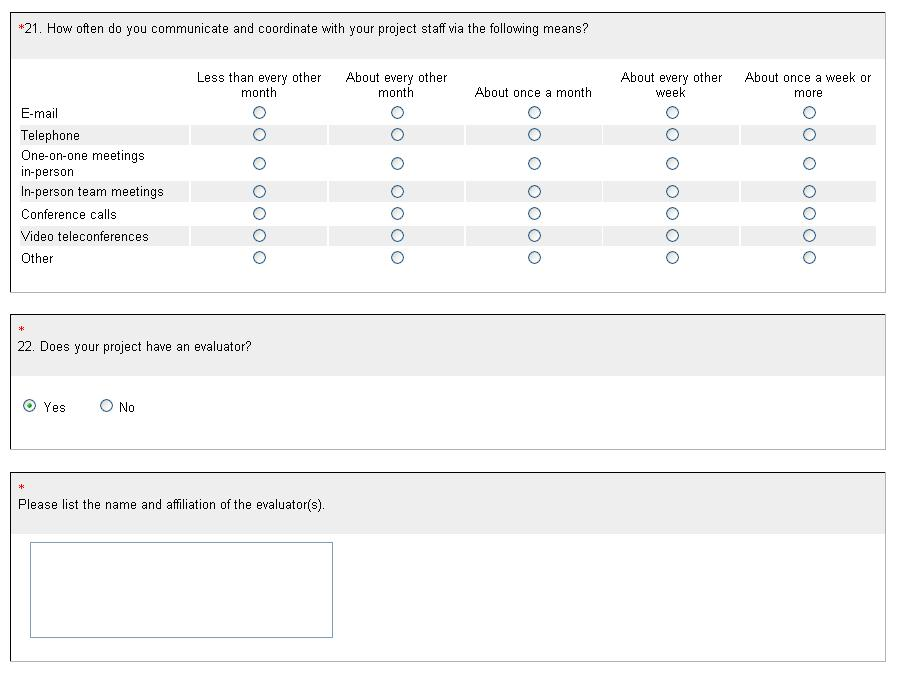 *21. How often do you communicate and coordinate with your project staff via the following means?
Less than every other month
About every other month
About once a month
About every other week
About once a week or more
E-mail
Telephone
One-on-one meetings
in-person
In-person team meetings
Conference calls
Video teleconferences
Other
*
22. Does your project have an evaluator?
Yes No
*
Please list the name and affiliation of the evaluator(s).